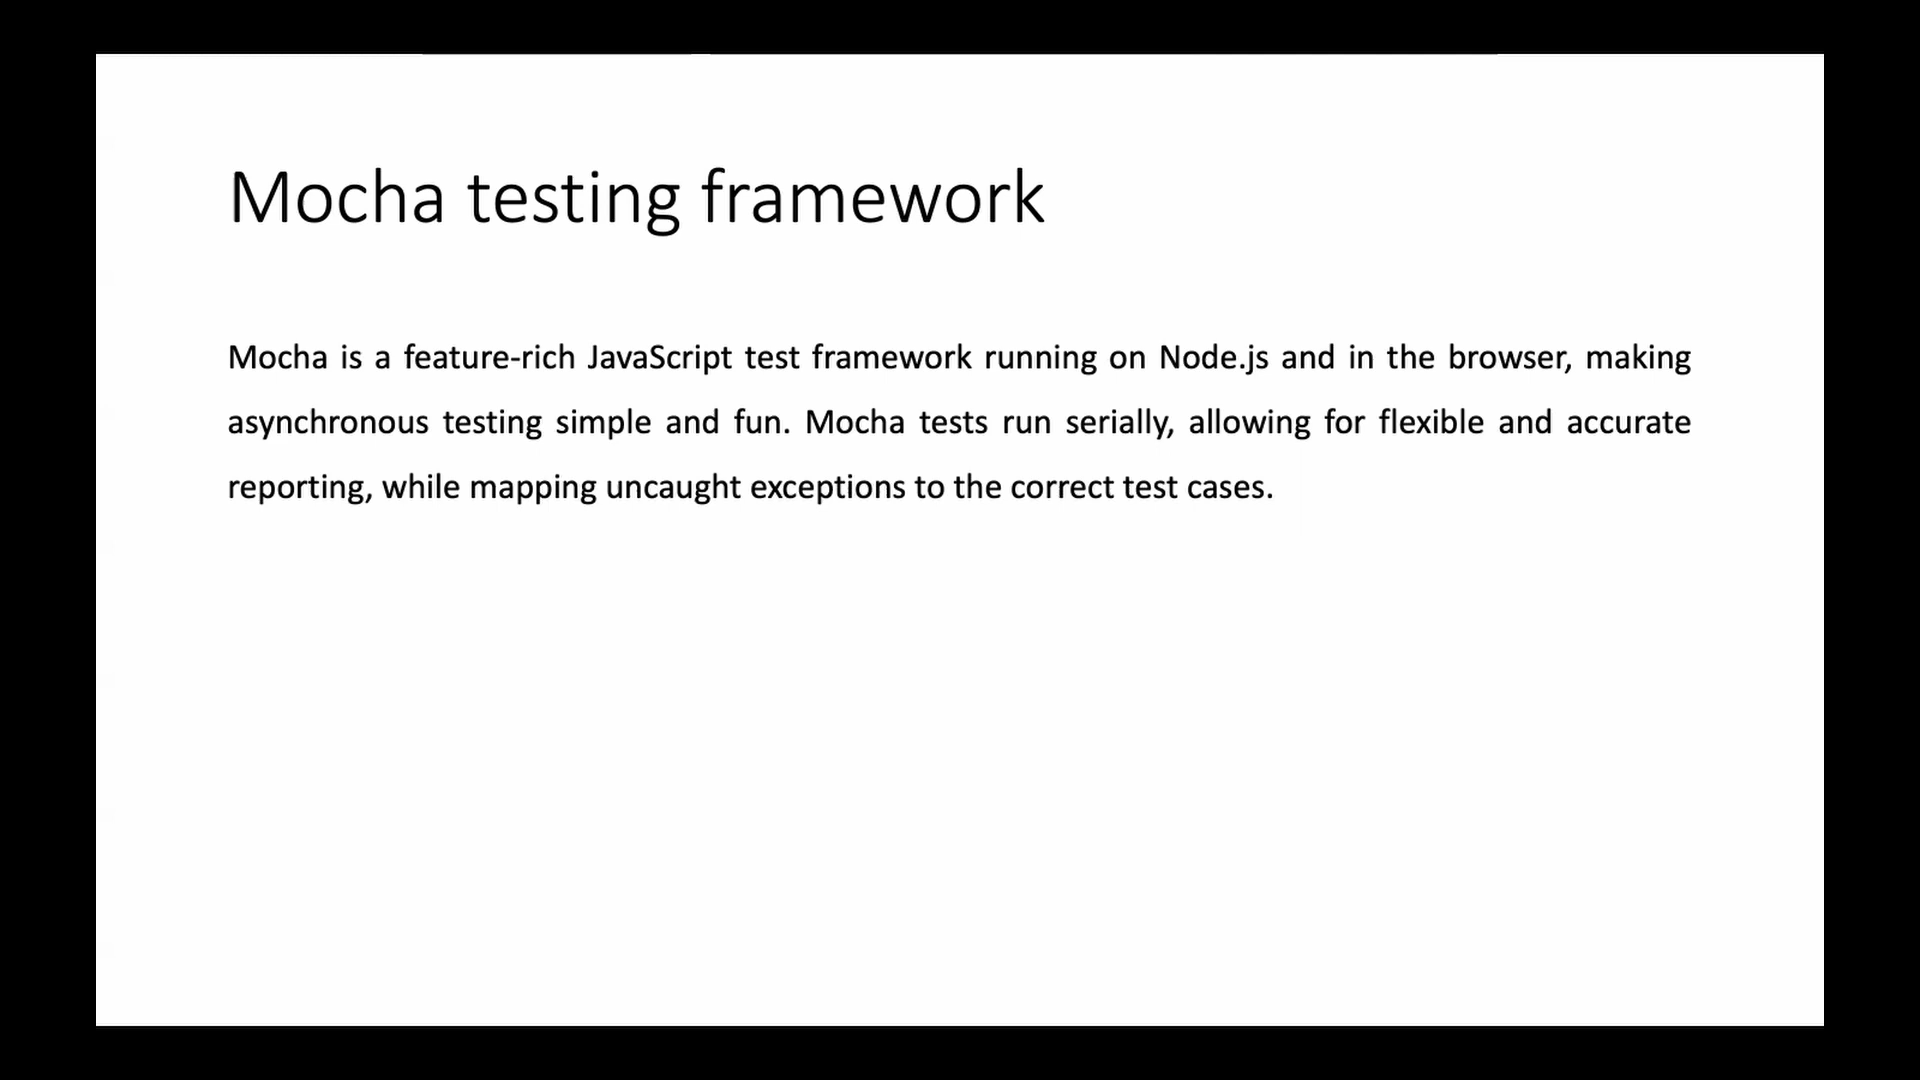 Mocha testing framework
Mocha is a feature-rich JavaScript test framework running on Node.js and in the browser, making
asynchronous testing simple and fun. Mocha tests run serially, allowing for flexible and accurate
reporting, while mapping uncaught exceptions to the correct test cases.